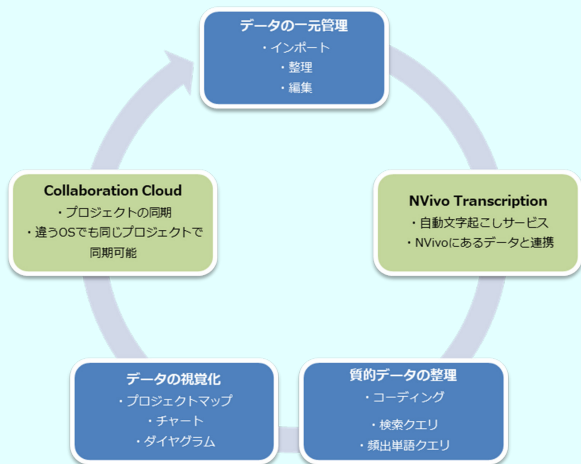 データの一元管理
・インポート
・整理
・編集
NVivo Transcription
・自動文字起こしサービス
・NVivoにあるデータと連携
質的データの整理
・コーディング
・検索クエリ
・頻出単語クエリ
データの視覚化
・プロジェクトマップ
・チャート
・ダイヤグラム
Collaboration Cloud
・プロジェクトの同期
・違うOSでも同じプロジェクトで
同期可能